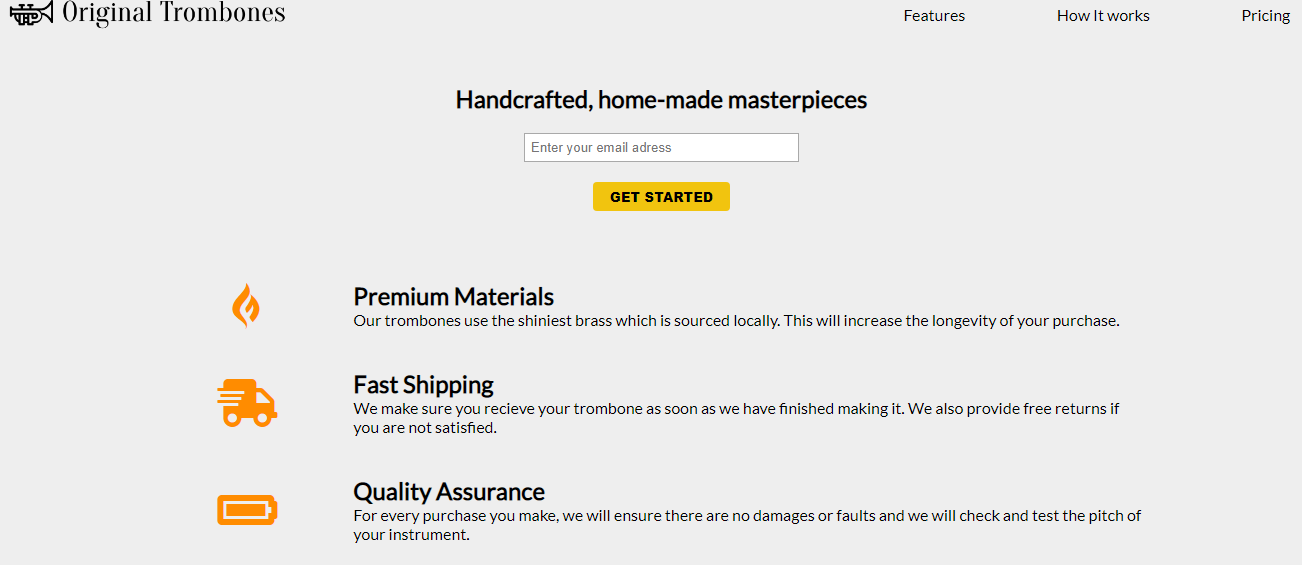 Original Trombones
Features
How It works
Pricing
Handcrafted, home-made masterpieces
Enter your email adress
GET STARTED
Premium Materials
Our trombones use the shiniest brass which is sourced locally. This will increase the longevity of your purchase.
Fast Shipping
We make sure you recieve your trombone as soon as we have finished making it. We also provide free returns if
you are not satisfied.
Quality Assurance
For every purchase you make, we will ensure there are no damages or faults and we will check and test the pitch of
your instrument.